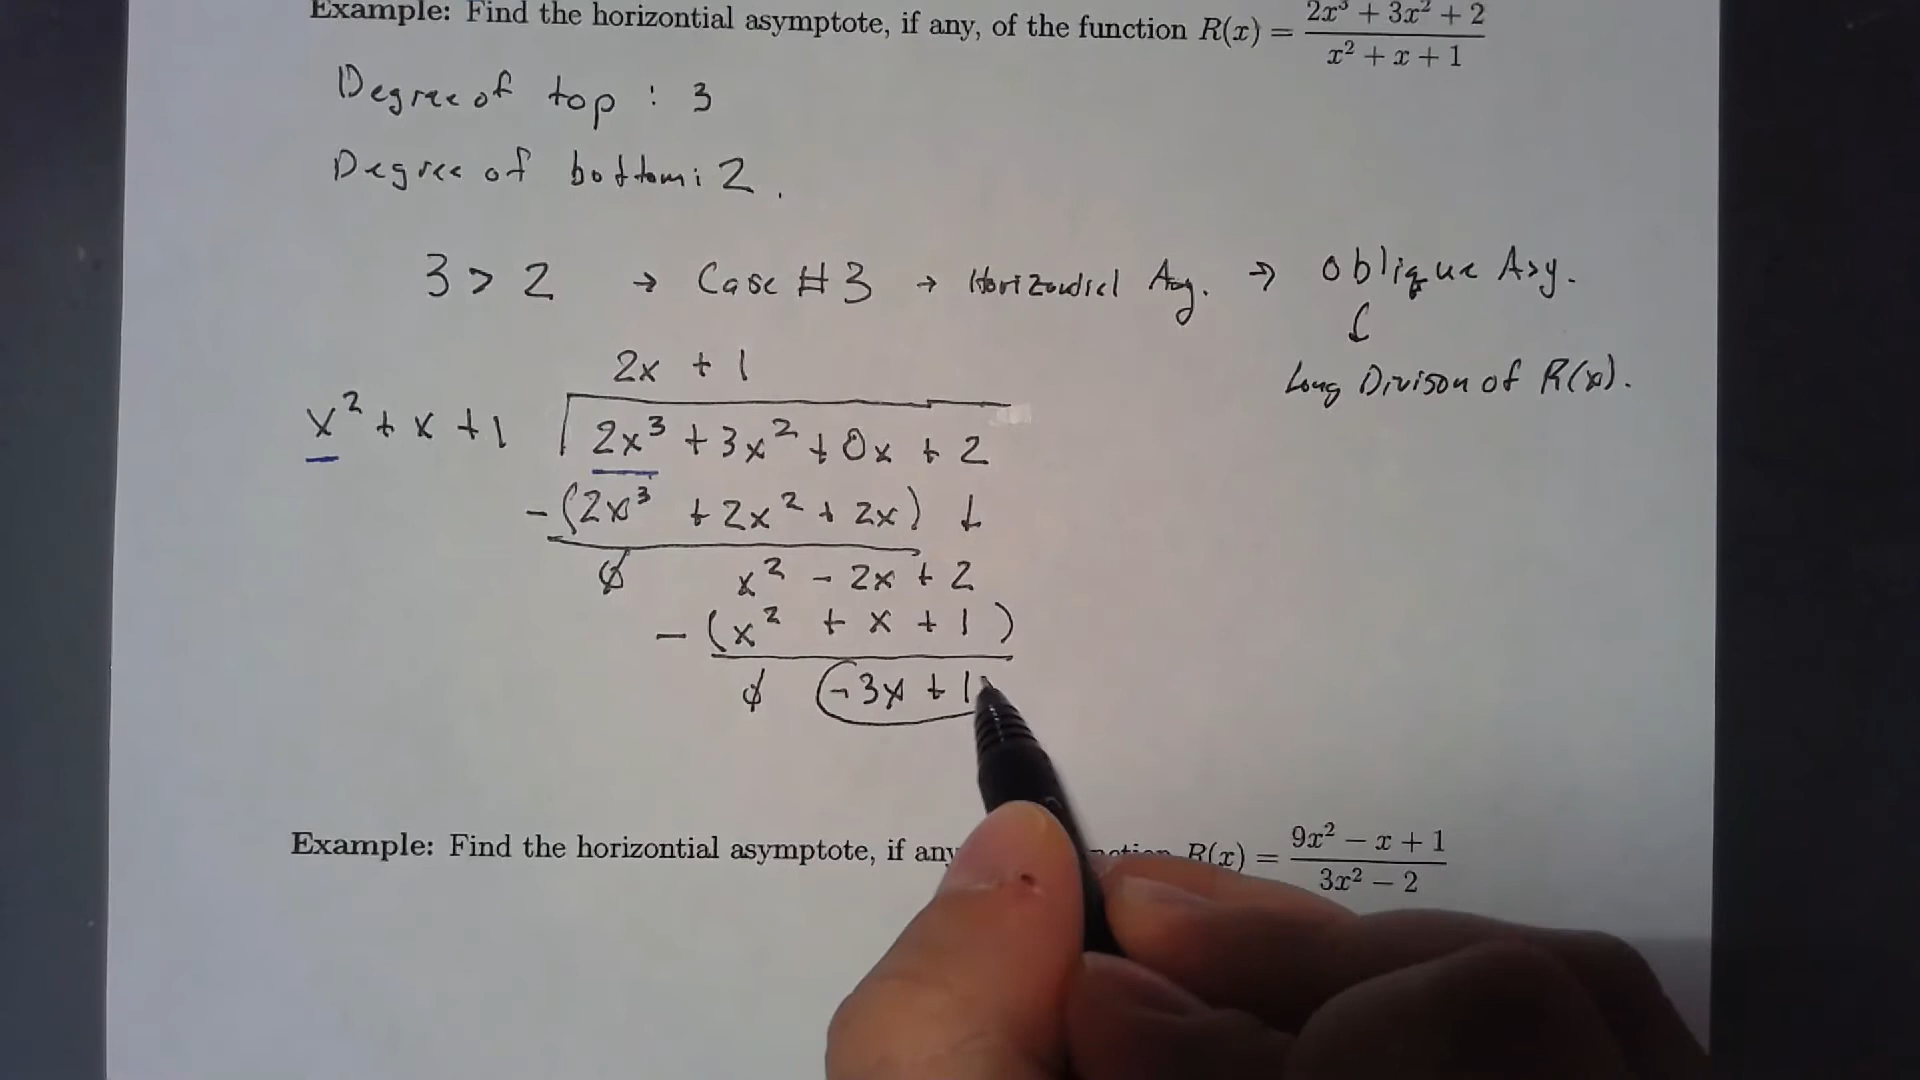 Example: Find the horizontial asymptote, if any, of the function R(x) = (2x³ + 3x² + 2)/(x² + x + 1)
Degree of top : 3
Degree of bottom : 2.
3 > 2 → Case # 3 → Horizontial Asy. → Oblique Asy.
↓
Long Divison of R(x).
2x + 1
x² + x + 1 2x³ + 3x² + 0x + 2
-(2x³ + 2x² + 2x) ↓
0 x² - 2x + 2
-(x² + x + 1)
0 -3x + 1
Example: Find the horizontial asymptote, if any R(x) = (9x² − x + 1)/(3x² − 2)